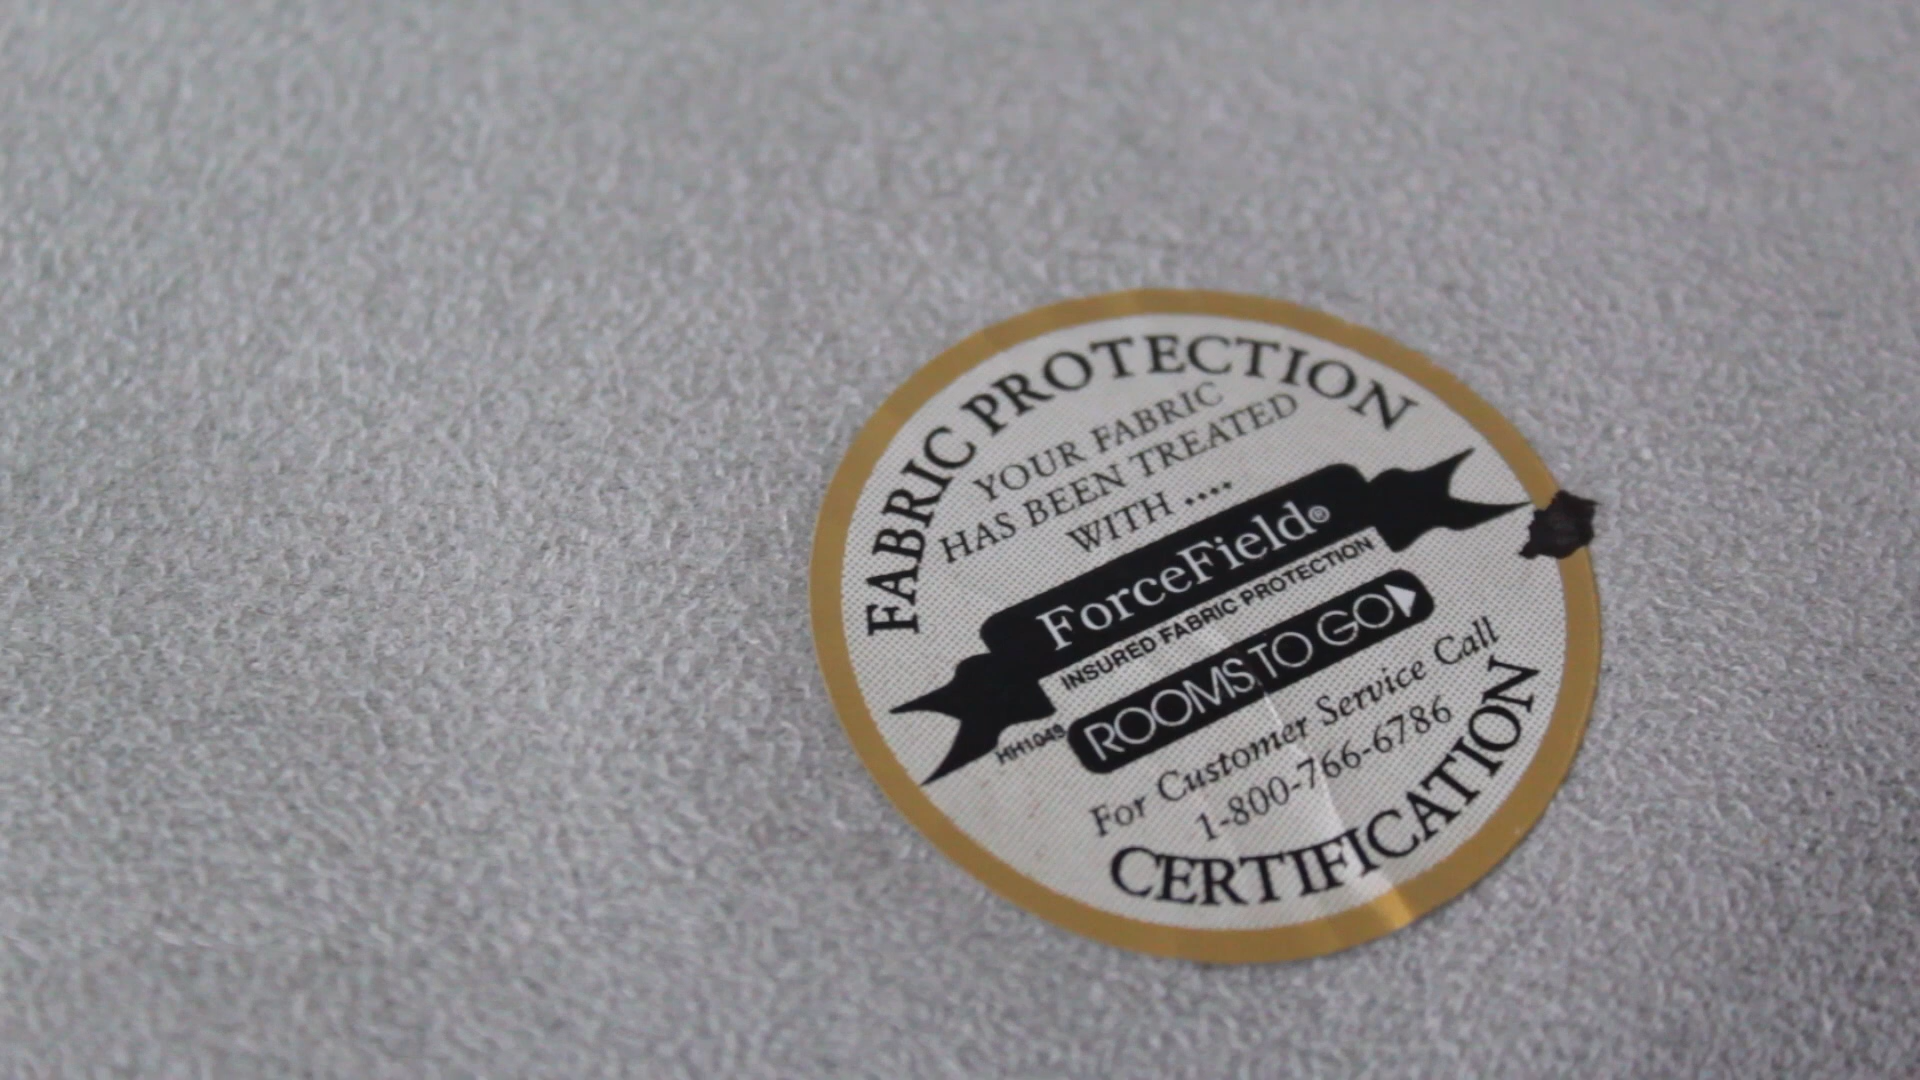 FABRIC PROTECTION
YOUR FABRIC
HAS BEEN TREATED
WITH ....
ForceField®
INSURED FABRIC PROTECTION
ROOMS TO GO
HH1049
For Customer Service Call
1-800-766-6786
CERTIFICATION